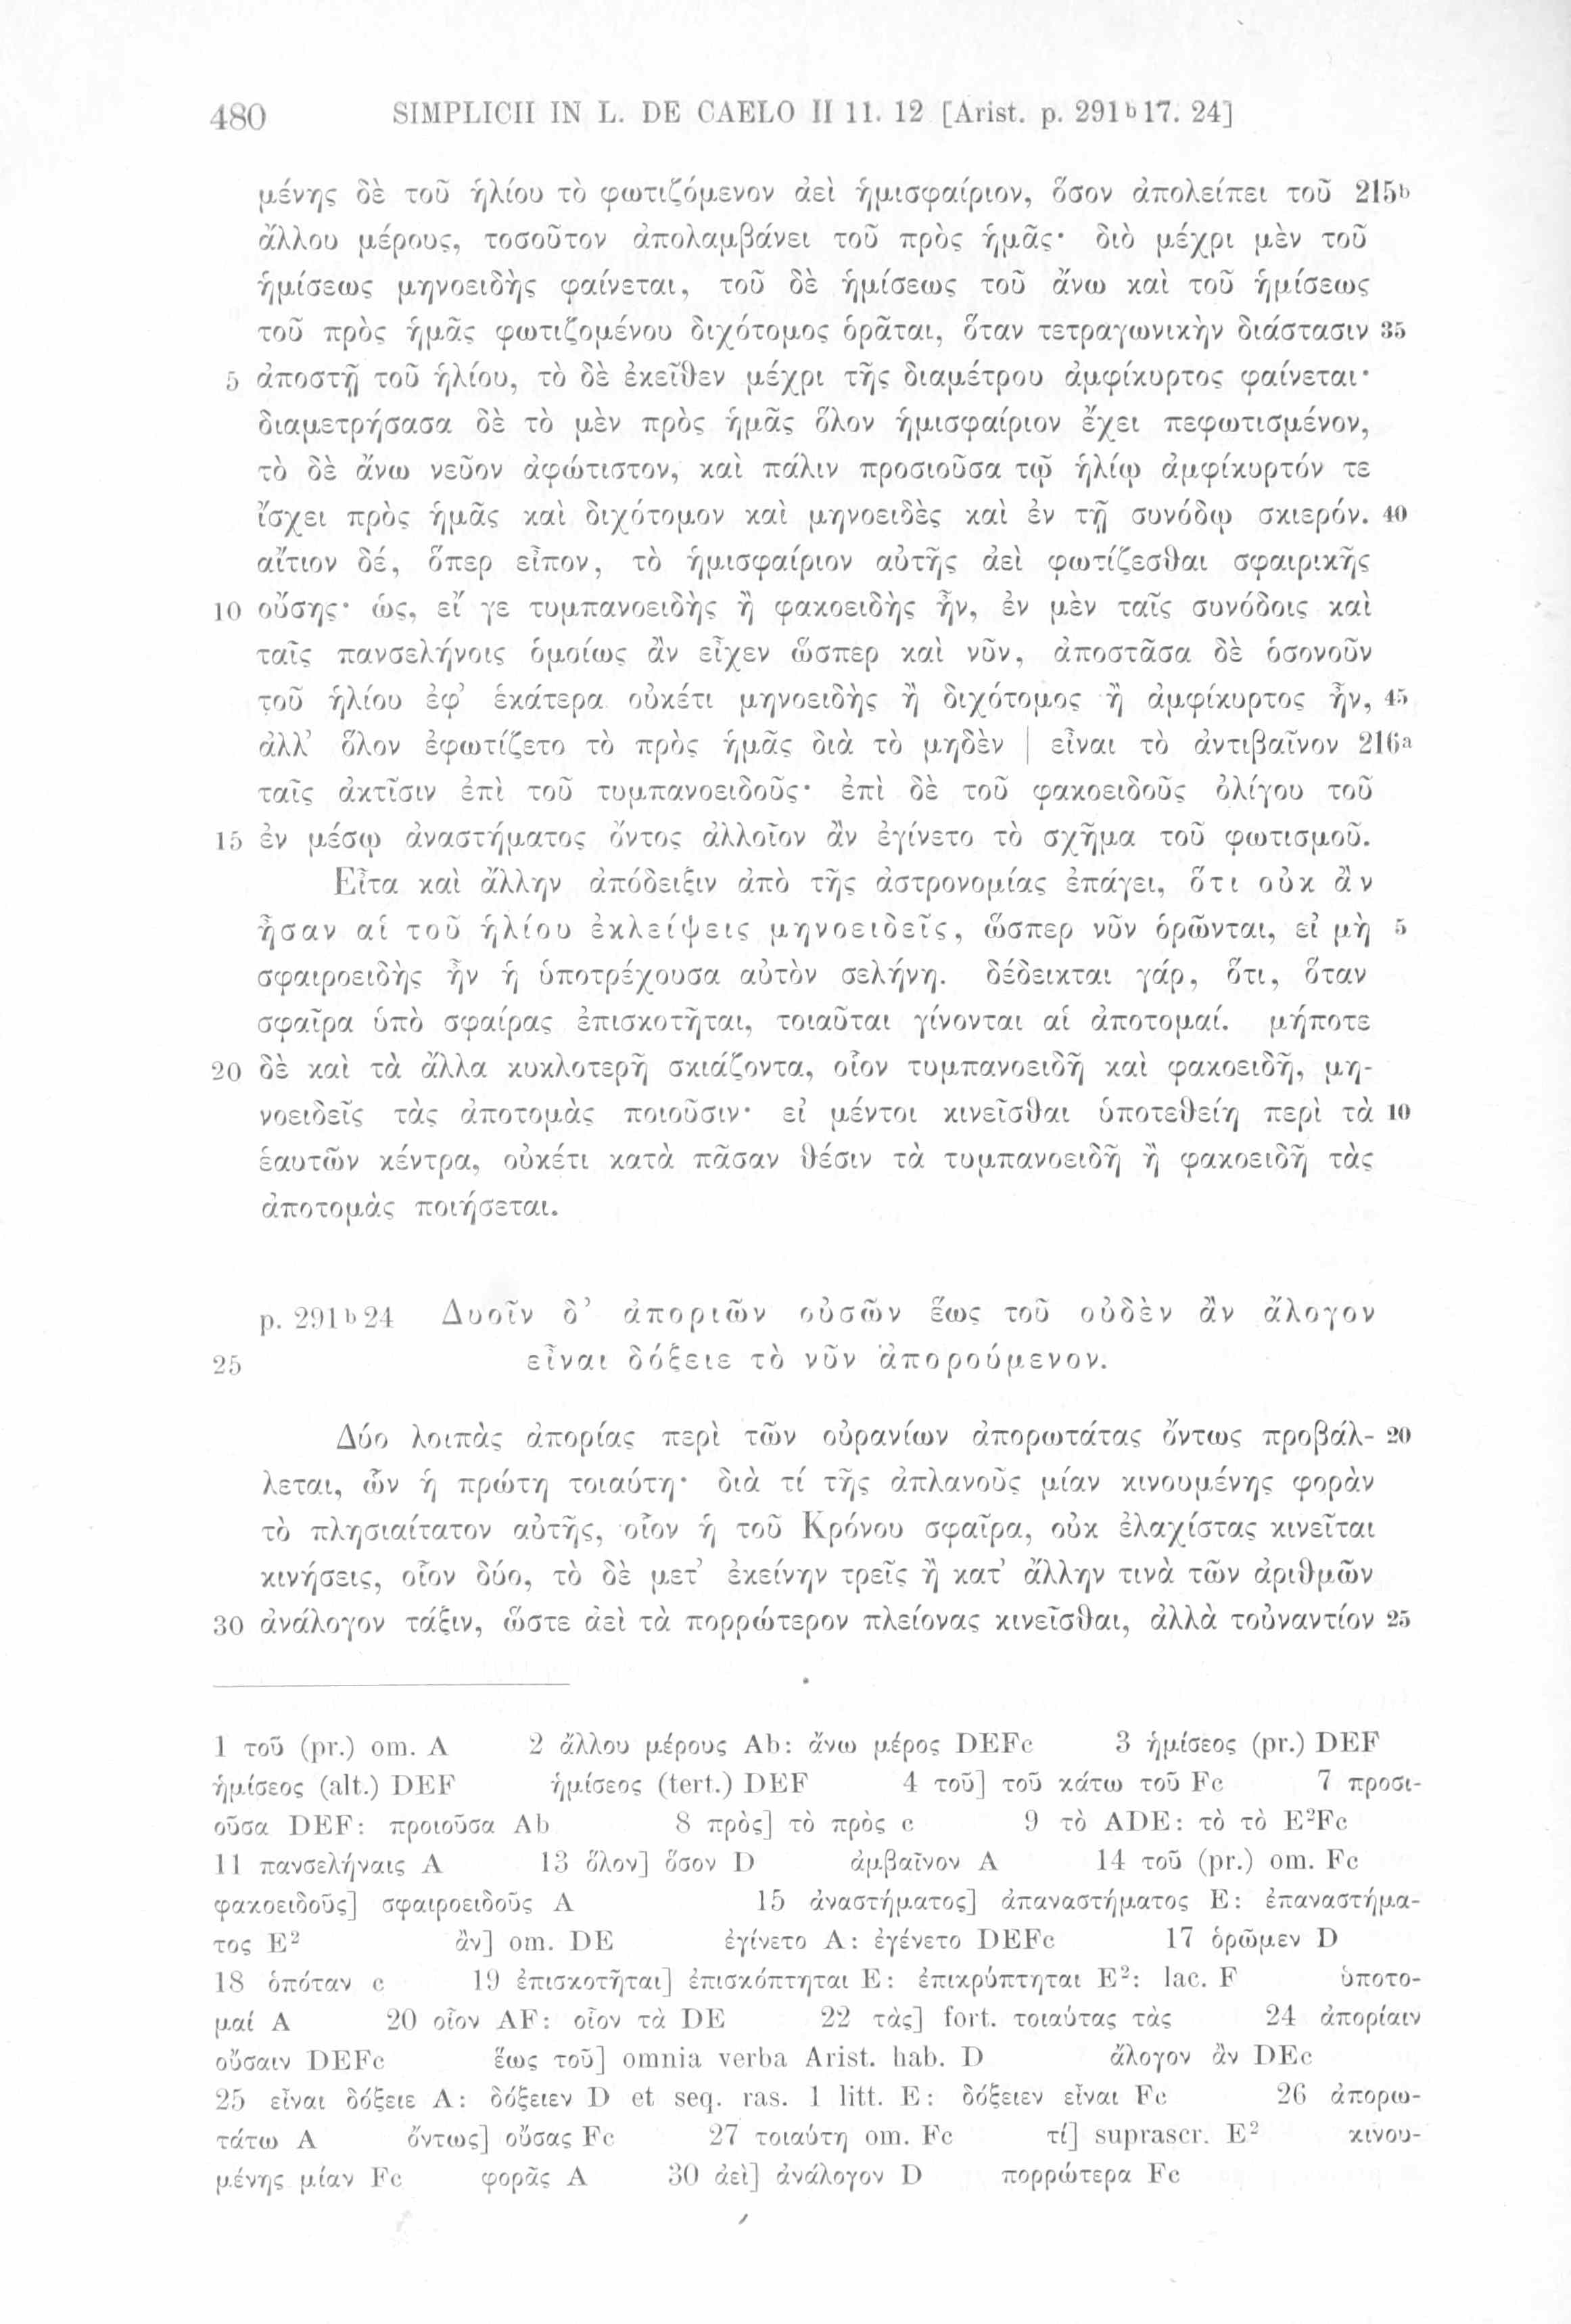 480 SIMPLICII IN L. DE CAELO II 11. 12 [Arist. p. 291ᵇ17. 24]
μένης δὲ τοῦ ἡλίου τὸ φωτιζόμενον ἀεὶ ἡμισφαίριον, ὅσον ἀπολείπει τοῦ 215ᵇ
ἄλλου μέρους, τοσοῦτον ἀπολαμβάνει τοῦ πρὸς ἡμᾶς· διὸ μέχρι μὲν τοῦ
ἡμίσεως μηνοειδὴς φαίνεται, τοῦ δὲ ἡμίσεως τοῦ ἄνω καὶ τοῦ ἡμίσεως
τοῦ πρὸς ἡμᾶς φωτιζομένου διχότομος ὁρᾶται, ὅταν τετραγωνικὴν διάστασιν 35
5 ἀποστῇ τοῦ ἡλίου, τὸ δὲ ἐκεῖθεν μέχρι τῆς διαμέτρου ἀμφίκυρτος φαίνεται·
διαμετρήσασα δὲ τὸ μὲν πρὸς ἡμᾶς ὅλον ἡμισφαίριον ἔχει πεφωτισμένον,
τὸ δὲ ἄνω νεῦον ἀφώτιστον, καὶ πάλιν προσιοῦσα τῷ ἡλίῳ ἀμφίκυρτόν τε
ἴσχει πρὸς ἡμᾶς καὶ διχότομον καὶ μηνοειδὲς καὶ ἐν τῇ συνόδῳ σκιερόν. 40
αἴτιον δέ, ὅπερ εἶπον, τὸ ἡμισφαίριον αὐτῆς ἀεὶ φωτίζεσθαι σφαιρικῆς
10 οὔσης· ὡς, εἴ γε τυμπανοειδὴς ἢ φακοειδὴς ἦν, ἐν μὲν ταῖς συνόδοις καὶ
ταῖς πανσελήνοις ὁμοίως ἂν εἶχεν ὥσπερ καὶ νῦν, ἀποστᾶσα δὲ ὁσονοῦν
τοῦ ἡλίου ἐφ’ ἑκάτερα οὐκέτι μηνοειδὴς ἢ διχότομος ἢ ἀμφίκυρτος ἦν, 45
ἀλλ’ ὅλον ἐφωτίζετο τὸ πρὸς ἡμᾶς διὰ τὸ μηδὲν | εἶναι τὸ ἀντιβαῖνον 216ᵃ
ταῖς ἀκτῖσιν ἐπὶ τοῦ τυμπανοειδοῦς· ἐπὶ δὲ τοῦ φακοειδοῦς ὀλίγου τοῦ
15 ἐν μέσῳ ἀναστήματος ὄντος ἀλλοῖον ἂν ἐγίνετο τὸ σχῆμα τοῦ φωτισμοῦ.
Εἶτα καὶ ἄλλην ἀπόδειξιν ἀπὸ τῆς ἀστρονομίας ἐπάγει, ὅτι οὐκ ἂν
ἦσαν αἱ τοῦ ἡλίου ἐκλείψεις μηνοειδεῖς, ὥσπερ νῦν ὁρῶνται, εἰ μὴ 5
σφαιροειδὴς ἦν ἡ ὑποτρέχουσα αὐτὸν σελήνη. δέδεικται γάρ, ὅτι, ὅταν
σφαῖρα ὑπὸ σφαίρας ἐπισκοτῆται, τοιαῦται γίνονται αἱ ἀποτομαί. μήποτε
20 δὲ καὶ τὰ ἄλλα κυκλοτερῆ σκιάζοντα, οἷον τυμπανοειδῆ καὶ φακοειδῆ, μη-
νοειδεῖς τὰς ἀποτομὰς ποιοῦσιν· εἰ μέντοι κινεῖσθαι ὑποτεθείη περὶ τὰ 10
ἑαυτῶν κέντρα, οὐκέτι κατὰ πᾶσαν θέσιν τὰ τυμπανοειδῆ ἢ φακοειδῆ τὰς
ἀποτομὰς ποιήσεται.
p. 291ᵇ24 Δυοῖν δ’ ἀποριῶν οὐσῶν ἕως τοῦ οὐδὲν ἂν ἄλογον
25 εἶναι δόξειε τὸ νῦν ἀπορούμενον.
Δύο λοιπὰς ἀπορίας περὶ τῶν οὐρανίων ἀπορωτάτας ὄντως προβάλ- 20
λεται, ὧν ἡ πρώτη τοιαύτη· διὰ τί τῆς ἀπλανοῦς μίαν κινουμένης φορὰν
τὸ πλησιαίτατον αὐτῆς, οἷον ἡ τοῦ Κρόνου σφαῖρα, οὐκ ἐλαχίστας κινεῖται
κινήσεις, οἷον δύο, τὸ δὲ μετ’ ἐκείνην τρεῖς ἢ κατ’ ἄλλην τινὰ τῶν ἀριθμῶν
30 ἀνάλογον τάξιν, ὥστε ἀεὶ τὰ πορρώτερον πλείονας κινεῖσθαι, ἀλλὰ τοὐναντίον 25
1 τοῦ (pr.) om. A 2 ἄλλου μέρους Ab: ἄνω μέρος DEFc 3 ἡμίσεος (pr.) DEF
ἡμίσεος (alt.) DEF ἡμίσεος (tert.) DEF 4 τοῦ] τοῦ κάτω τοῦ Fc 7 προσι-
οῦσα DEF: προιοῦσα Ab 8 πρὸς] τὸ πρὸς c 9 τὸ ADE: τὸ τὸ E²Fc
11 πανσελήναις A 13 ὅλον] ὅσον D ἀμβαῖνον A 14 τοῦ (pr.) om. Fc
φακοειδοῦς] σφαιροειδοῦς A 15 ἀναστήματος] ἀπαναστήματος E: ἐπαναστήμα-
τος E² ἂν] om. DE ἐγίνετο A: ἐγένετο DEFc 17 ὁρῶμεν D
18 ὁπόταν c 19 ἐπισκοτῆται] ἐπισκόπτηται E: ἐπικρύπτηται E²: lac. F ὑποτο-
μαί A 20 οἷον AF: οἷον τὰ DE 22 τὰς] fort. τοιαύτας τὰς 24 ἀπορίαιν
οὔσαιν DEFc ἕως τοῦ] omnia verba Arist. hab. D ἄλογον ἂν DEc
25 εἶναι δόξειε A: δόξειεν D et seq. ras. 1 litt. E: δόξειεν εἶναι Fc 26 ἀπορω-
τάτω A ὄντως] οὔσας Fc 27 τοιαύτη om. Fc τί] suprascr. E² κινου-
μένης μίαν Fc φορᾶς A 30 ἀεὶ] ἀνάλογον D πορρώτερα Fc